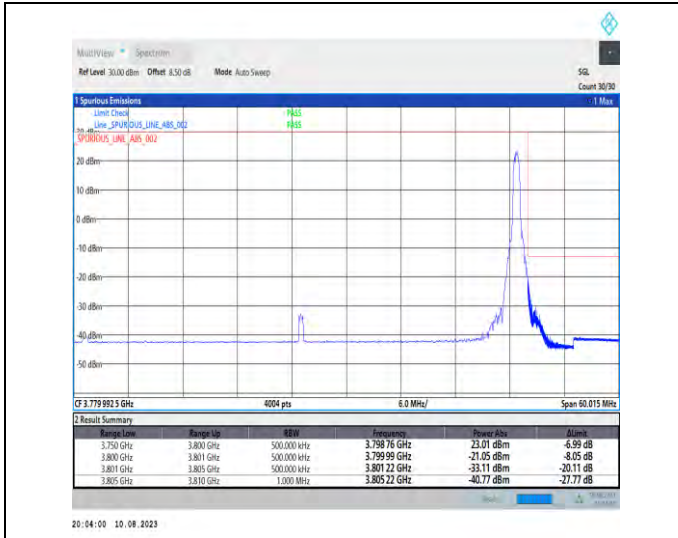 MultiView Spectrum
Ref Level 30.00 dBm Offset 8.50 dB Mode Auto Sweep SGL
Count 30/30
1 Spurious Emissions 1 Max
Limit Check PASS
Line _SPURIOUS_LINE_ABS_002 PASS
_SPURIOUS_LINE_ABS_002
20 dBm
10 dBm
0 dBm
-10 dBm
-20 dBm
-30 dBm
-40 dBm
-50 dBm
CF 3.779 992 5 GHz 4004 pts 6.0 MHz/ Span 60.015 MHz
2 Result Summary
Range Low Range Up RBW Frequency Power Abs ΔLimit
3.750 GHz 3.800 GHz 500.000 kHz 3.798 76 GHz 23.01 dBm -6.99 dB
3.800 GHz 3.801 GHz 500.000 kHz 3.799 99 GHz -21.05 dBm -8.05 dB
3.801 GHz 3.805 GHz 500.000 kHz 3.801 22 GHz -33.11 dBm -20.11 dB
3.805 GHz 3.810 GHz 1.000 MHz 3.805 22 GHz -40.77 dBm -27.77 dB
20:04:00 10.08.2023